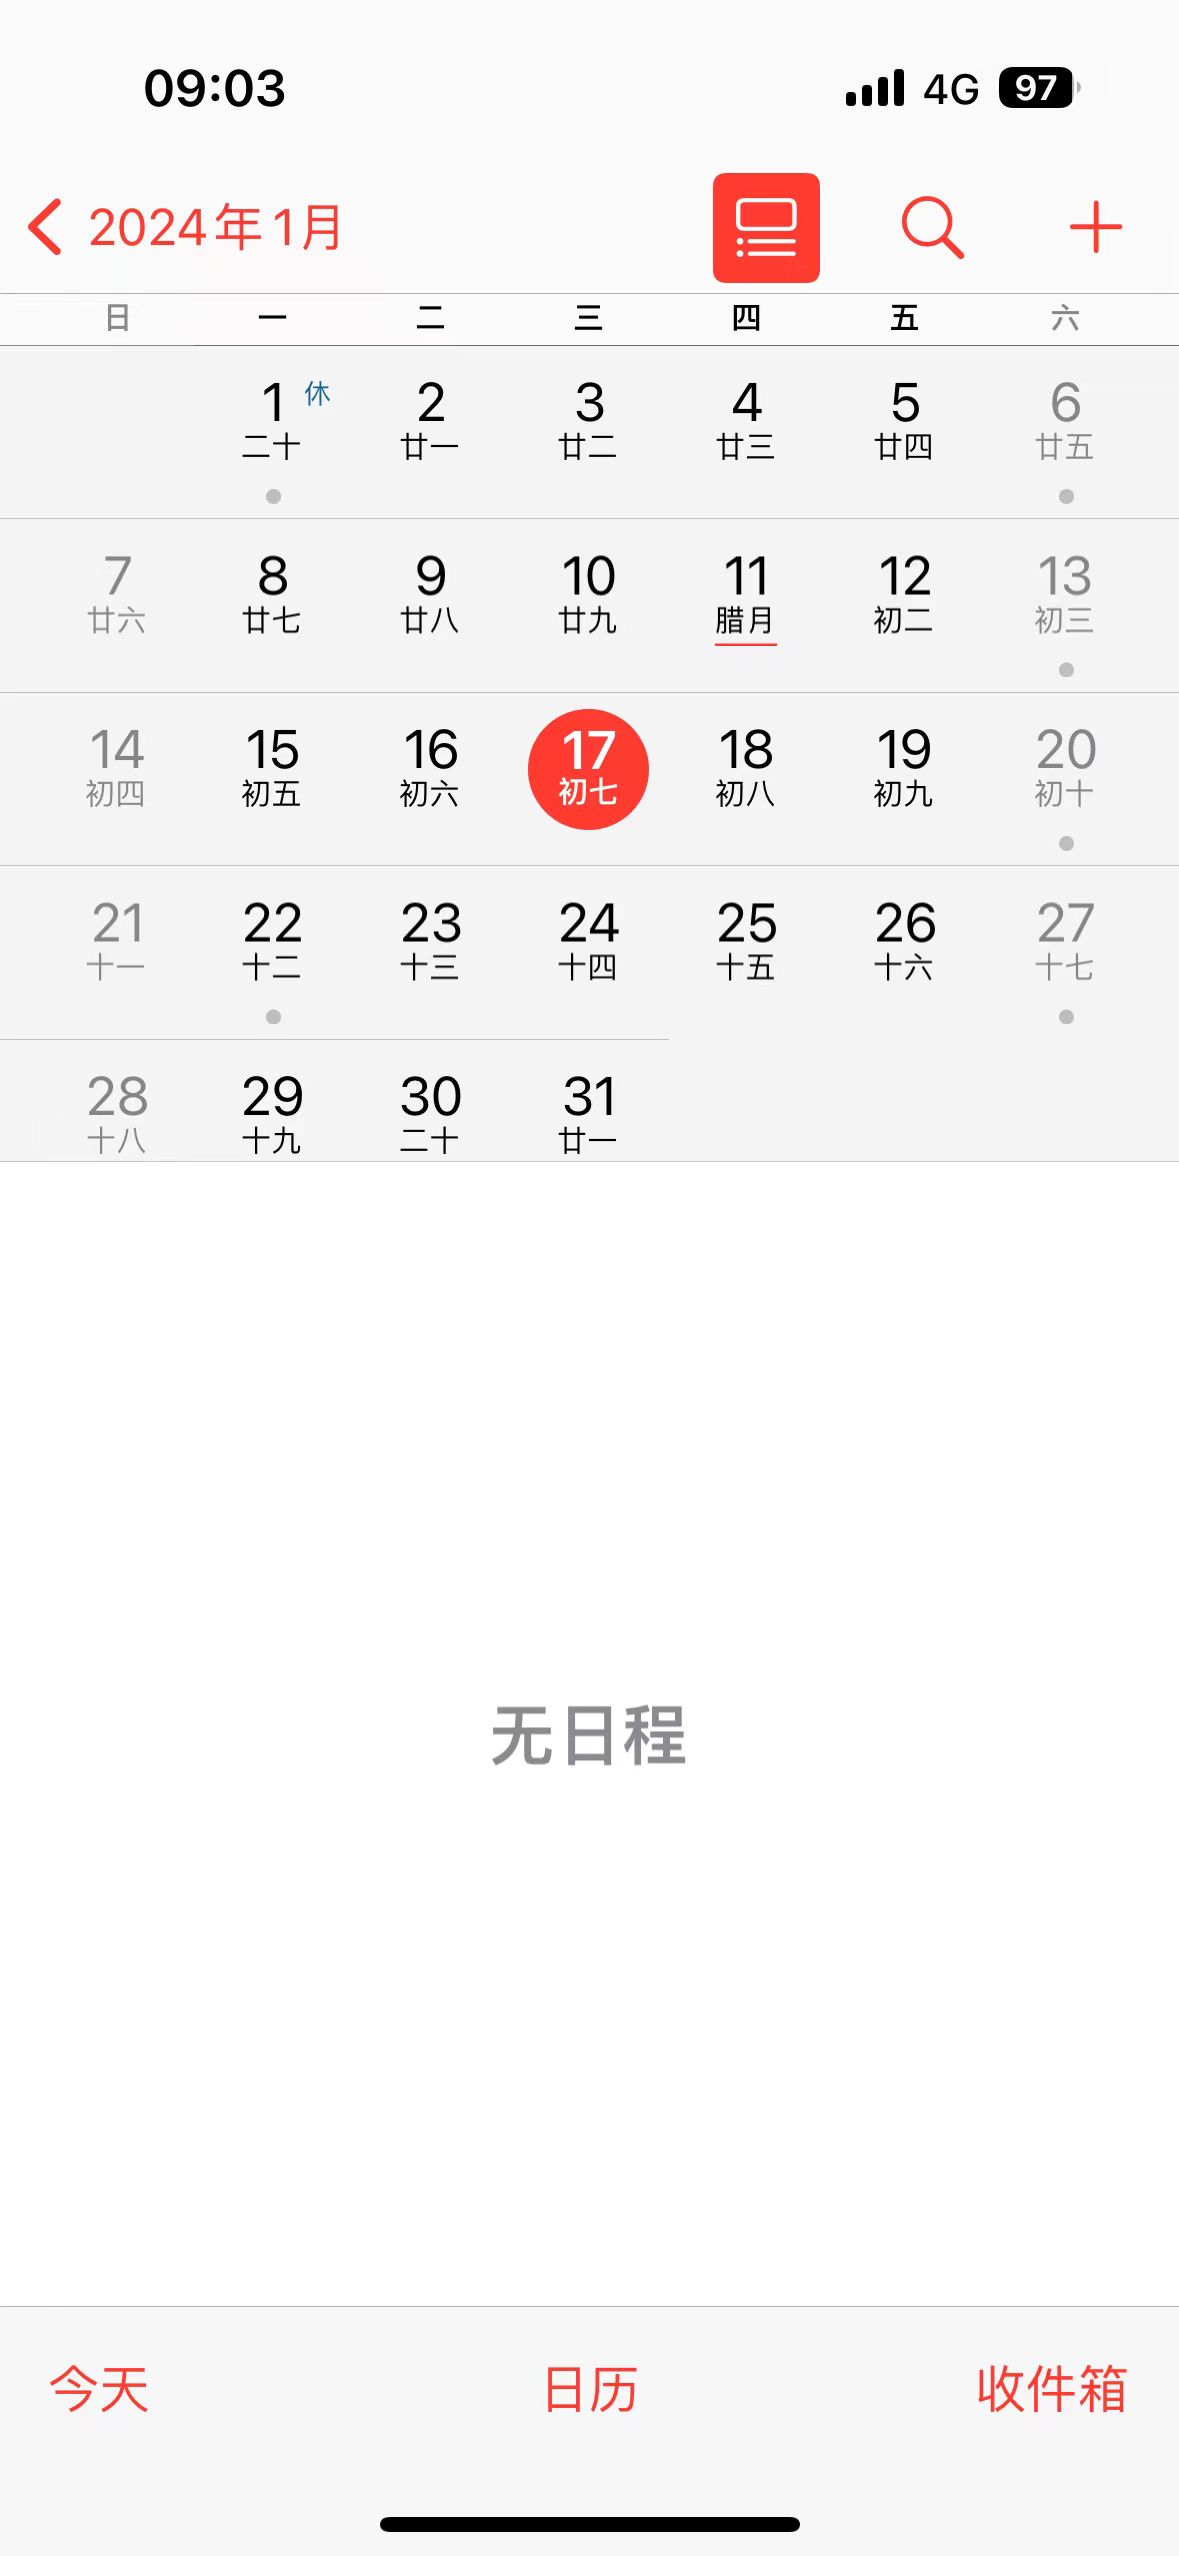 09:03 4G 97
2024年1月
日 一 二 三 四 五 六
1 休 2 3 4 5 6
二十 廿一 廿二 廿三 廿四 廿五
7 8 9 10 11 12 13
廿六 廿七 廿八 廿九 腊月 初二 初三
14 15 16 17 18 19 20
初四 初五 初六 初七 初八 初九 初十
21 22 23 24 25 26 27
十一 十二 十三 十四 十五 十六 十七
28 29 30 31
十八 十九 二十 廿一
无日程
今天 日历 收件箱